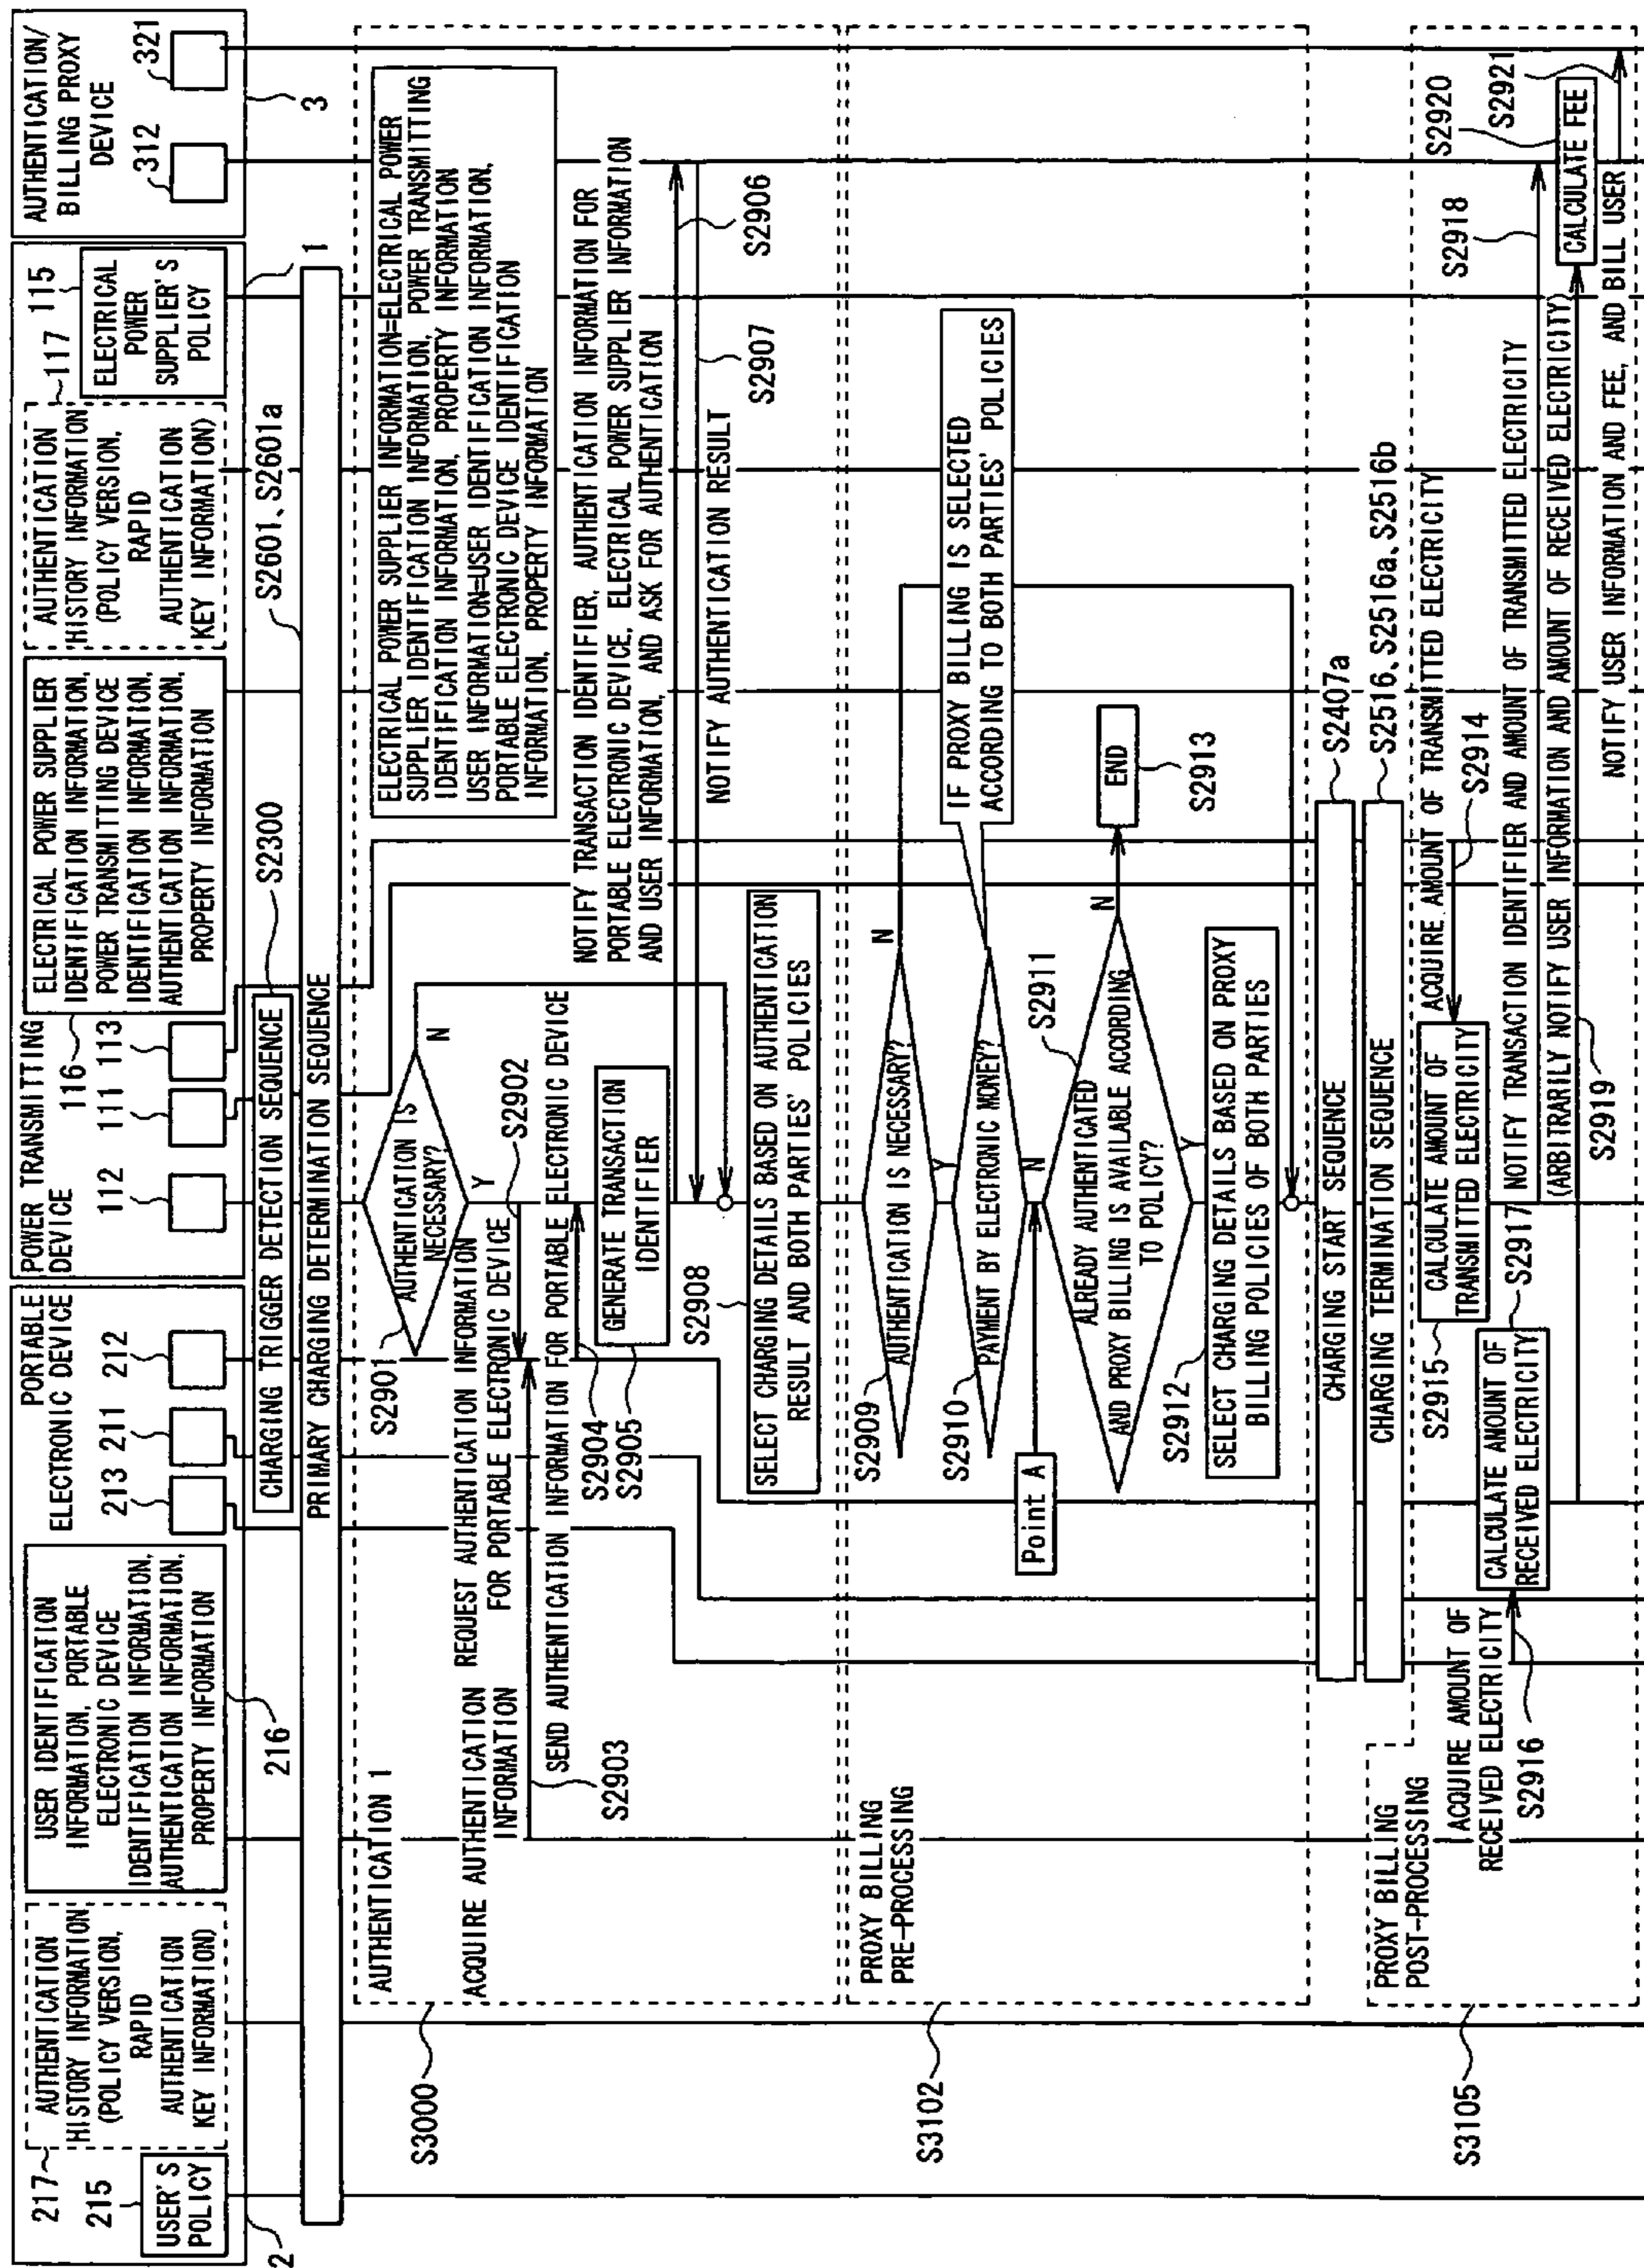 PORTABLE
ELECTRONIC DEVICE
217
AUTHENTICATION
HISTORY INFORMATION
(POLICY VERSION,
RAPID
AUTHENTICATION
KEY INFORMATION)
215
USER'S
POLICY
2
USER IDENTIFICATION
INFORMATION, PORTABLE
ELECTRONIC DEVICE
IDENTIFICATION INFORMATION,
AUTHENTICATION INFORMATION,
PROPERTY INFORMATION
216
213
211
212
POWER TRANSMITTING
DEVICE
112
111
113
116
ELECTRICAL POWER SUPPLIER
IDENTIFICATION INFORMATION,
POWER TRANSMITTING DEVICE
IDENTIFICATION INFORMATION,
AUTHENTICATION INFORMATION,
PROPERTY INFORMATION
AUTHENTICATION
HISTORY INFORMATION
(POLICY VERSION,
RAPID
AUTHENTICATION
KEY INFORMATION)
117
115
ELECTRICAL
POWER
SUPPLIER'S
POLICY
1
AUTHENTICATION/
BILLING PROXY
DEVICE
312
321
3
CHARGING TRIGGER DETECTION SEQUENCE
S2300
PRIMARY CHARGING DETERMINATION SEQUENCE
S2601, S2601a
AUTHENTICATION 1
S3000
S2901
AUTHENTICATION IS
NECESSARY?
N
Y
ELECTRICAL POWER SUPPLIER INFORMATION=ELECTRICAL POWER
SUPPLIER IDENTIFICATION INFORMATION, POWER TRANSMITTING
IDENTIFICATION INFORMATION, PROPERTY INFORMATION
USER INFORMATION=USER IDENTIFICATION INFORMATION,
PORTABLE ELECTRONIC DEVICE IDENTIFICATION
INFORMATION, PROPERTY INFORMATION
REQUEST AUTHENTICATION INFORMATION
FOR PORTABLE ELECTRONIC DEVICE
S2902
ACQUIRE AUTHENTICATION
INFORMATION
S2903
SEND AUTHENTICATION INFORMATION FOR PORTABLE ELECTRONIC DEVICE
S2904
S2905
GENERATE TRANSACTION
IDENTIFIER
NOTIFY TRANSACTION IDENTIFIER, AUTHENTICATION INFORMATION FOR
PORTABLE ELECTRONIC DEVICE, ELECTRICAL POWER SUPPLIER INFORMATION
AND USER INFORMATION, AND ASK FOR AUTHENTICATION
S2906
NOTIFY AUTHENTICATION RESULT
S2907
S2908
SELECT CHARGING DETAILS BASED ON AUTHENTICATION
RESULT AND BOTH PARTIES' POLICIES
PROXY BILLING
PRE-PROCESSING
S3102
S2909
AUTHENTICATION IS NECESSARY?
N
Y
S2910
PAYMENT BY ELECTRONIC MONEY?
IF PROXY BILLING IS SELECTED
ACCORDING TO BOTH PARTIES' POLICIES
N
Point A
S2911
ALREADY AUTHENTICATED
AND PROXY BILLING IS AVAILABLE ACCORDING
TO POLICY?
N
END
S2913
Y
S2912
SELECT CHARGING DETAILS BASED ON PROXY
BILLING POLICIES OF BOTH PARTIES
CHARGING START SEQUENCE
S2407a
CHARGING TERMINATION SEQUENCE
S2516, S2516a, S2516b
PROXY BILLING
POST-PROCESSING
S3105
ACQUIRE AMOUNT OF TRANSMITTED ELECTRICITY
S2914
S2915
CALCULATE AMOUNT OF
TRANSMITTED ELECTRICITY
ACQUIRE AMOUNT OF
RECEIVED ELECTRICITY
S2916
CALCULATE AMOUNT OF
RECEIVED ELECTRICITY
S2917
NOTIFY TRANSACTION IDENTIFIER AND AMOUNT OF TRANSMITTED ELECTRICITY
S2918
(ARBITRARILY NOTIFY USER INFORMATION AND AMOUNT OF RECEIVED ELECTRICITY)
S2919
CALCULATE FEE
S2920
S2921
NOTIFY USER INFORMATION AND FEE, AND BILL USER